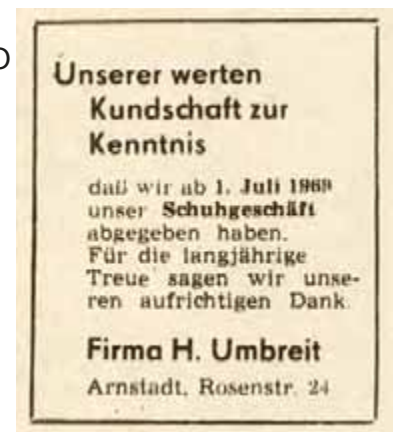 Unserer werten
Kundschaft zur
Kenntnis
daß wir ab 1. Juli 1969
unser Schuhgeschäft
abgegeben haben.
Für die langjährige
Treue sagen wir unse-
ren aufrichtigen Dank.
Firma H. Umbreit
Arnstadt, Rosenstr. 24